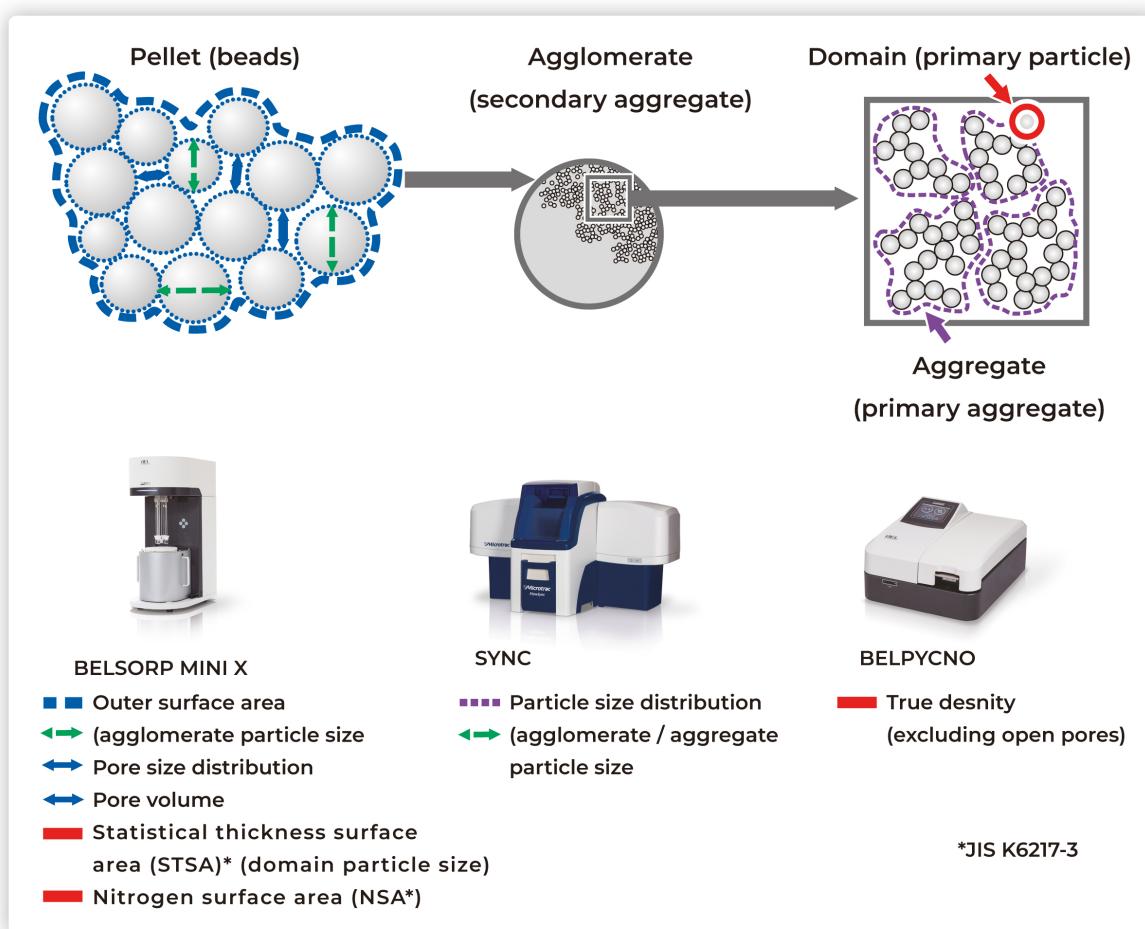 Pellet (beads)
Agglomerate
(secondary aggregate)
Domain (primary particle)
Aggregate
(primary aggregate)
Microtrac
Microtrac
BELSORP MINI X
Outer surface area
(agglomerate particle size
Pore size distribution
Pore volume
Statistical thickness surface
area (STSA)* (domain particle size)
Nitrogen surface area (NSA*)
SYNC
Particle size distribution
(agglomerate / aggregate
particle size
BELPYCNO
True desnity
(excluding open pores)
*JIS K6217-3